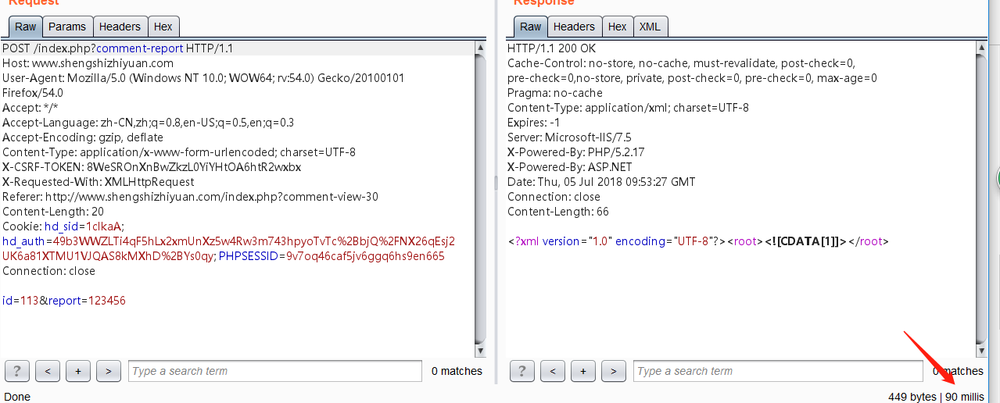 Request
Raw Params Headers Hex
POST /index.php?comment-report HTTP/1.1
Host: www.shengshizhiyuan.com
User-Agent: Mozilla/5.0 (Windows NT 10.0; WOW64; rv:54.0) Gecko/20100101
Firefox/54.0
Accept: */*
Accept-Language: zh-CN,zh;q=0.8,en-US;q=0.5,en;q=0.3
Accept-Encoding: gzip, deflate
Content-Type: application/x-www-form-urlencoded; charset=UTF-8
X-CSRF-TOKEN: 8WeSROnXnBwZkzL0YiYHtOA6htR2wxbx
X-Requested-With: XMLHttpRequest
Referer: http://www.shengshizhiyuan.com/index.php?comment-view-30
Content-Length: 20
Cookie: hd_sid=1clkaA;
hd_auth=49b3WWZLTi4qF5hLx2xmUnXz5w4Rw3m743hpyoTvTc%2BbjQ%2FNX26qEsj2
UK6a81XTMU1VJQAS8kMXhD%2BYs0qy; PHPSESSID=9v7oq46caf5jv6ggq6hs9en665
Connection: close
id=113&report=123456
? < + > Type a search term 0 matches
Done
Response
Raw Headers Hex XML
HTTP/1.1 200 OK
Cache-Control: no-store, no-cache, must-revalidate, post-check=0,
pre-check=0,no-store, private, post-check=0, pre-check=0, max-age=0
Pragma: no-cache
Content-Type: application/xml; charset=UTF-8
Expires: -1
Server: Microsoft-IIS/7.5
X-Powered-By: PHP/5.2.17
X-Powered-By: ASP.NET
Date: Thu, 05 Jul 2018 09:53:27 GMT
Connection: close
Content-Length: 66
<?xml version="1.0" encoding="UTF-8"?><root><![CDATA[1]]></root>
? < + > Type a search term 0 matches
449 bytes | 90 millis